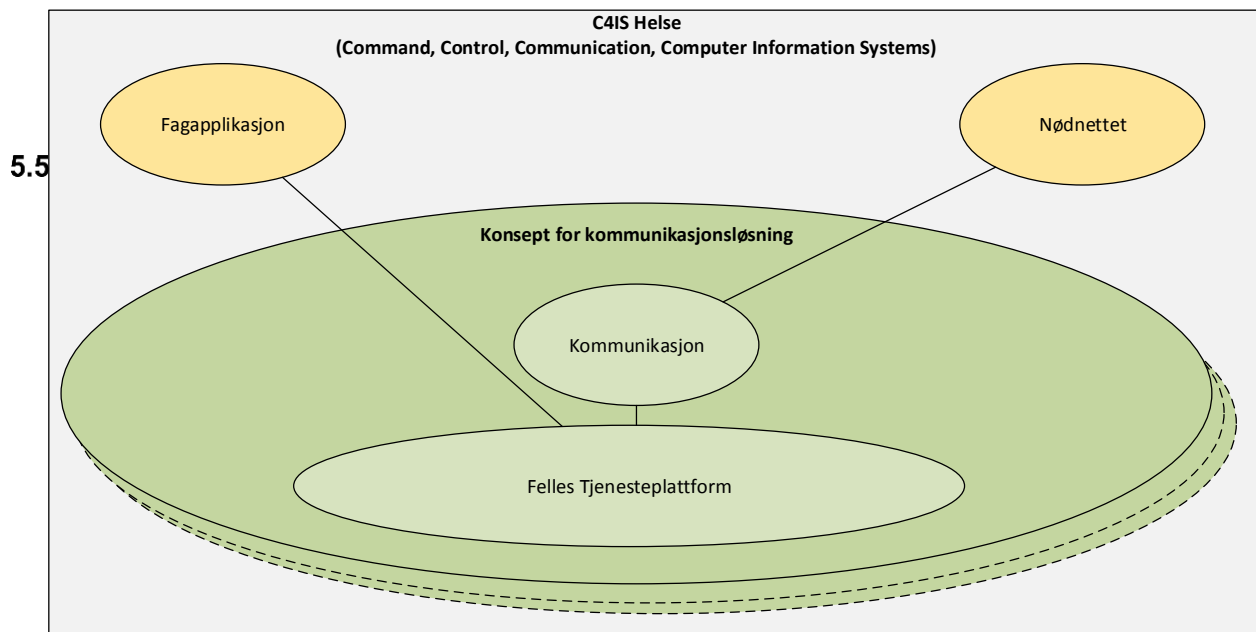 C4IS Helse
(Command, Control, Communication, Computer Information Systems)
Fagapplikasjon
Nødnettet
5.5
Konsept for kommunikasjonsløsning
Kommunikasjon
Felles Tjenesteplattform